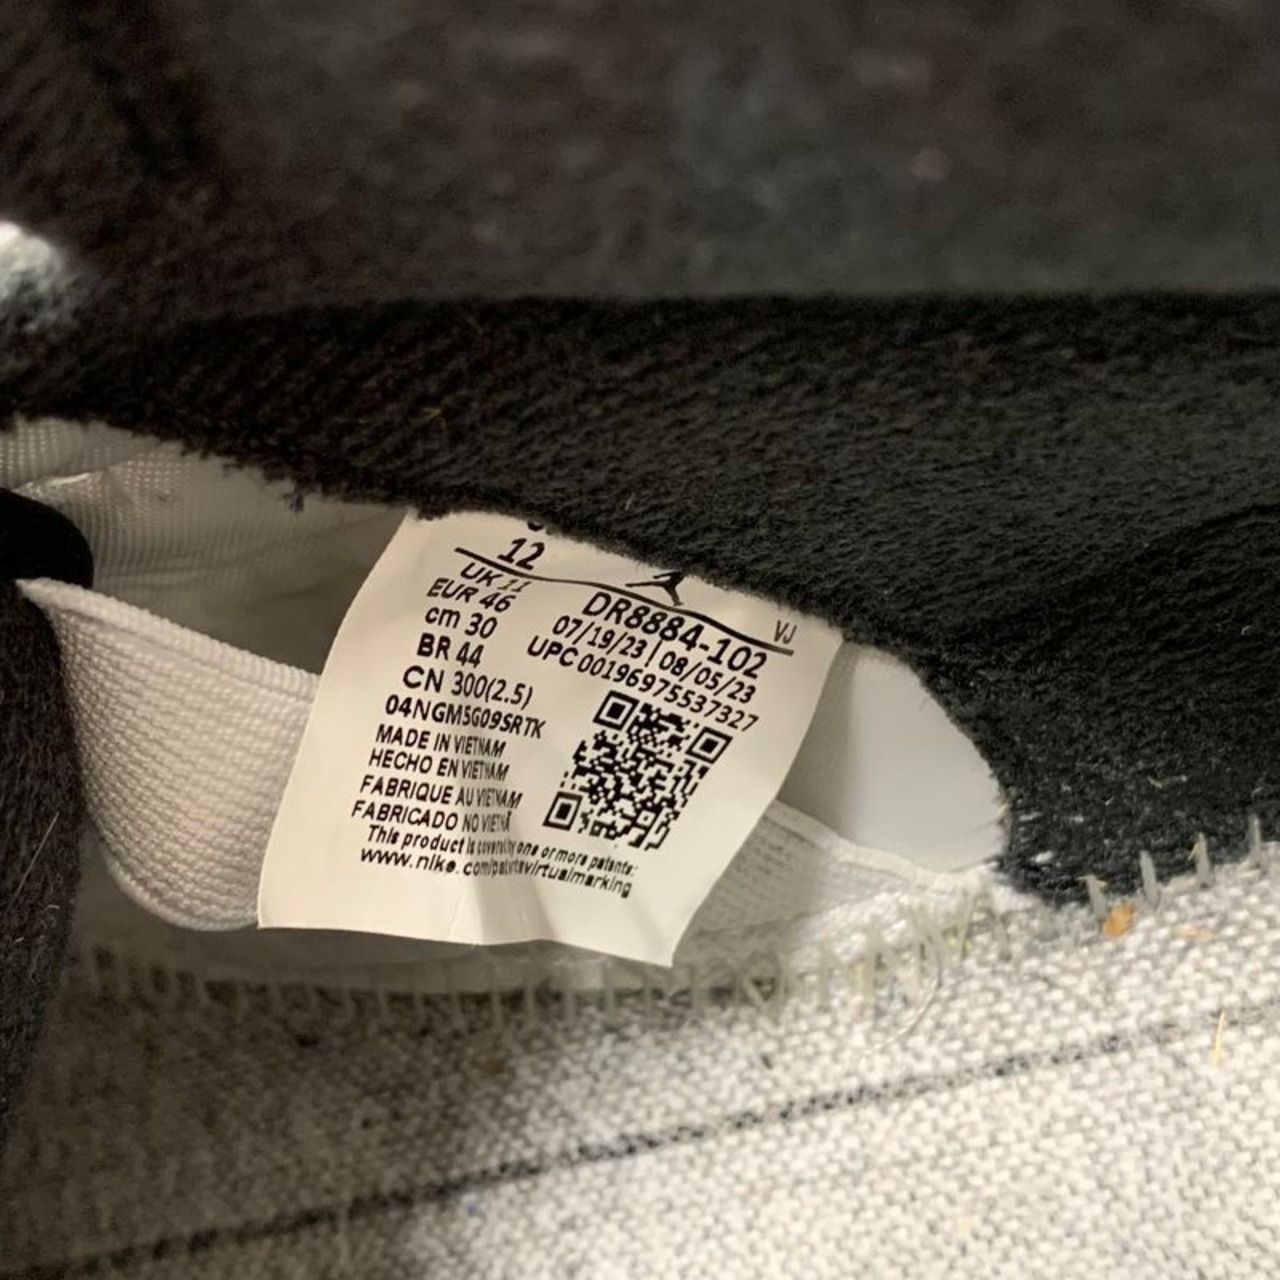 12
UK 11
EUR 46
cm 30
BR 44
CN 300(2.5)
04NGM5G09SRTK
MADE IN VIETNAM
HECHO EN VIETNAM
FABRIQUE AU VIETNAM
FABRICADO NO VIETNÃ
This product is covered by one or more patents:
www.nike.com/patentsvirtualmarking
VJ
DR8884-102
07/19/23 | 08/05/23
UPC 00196975537327